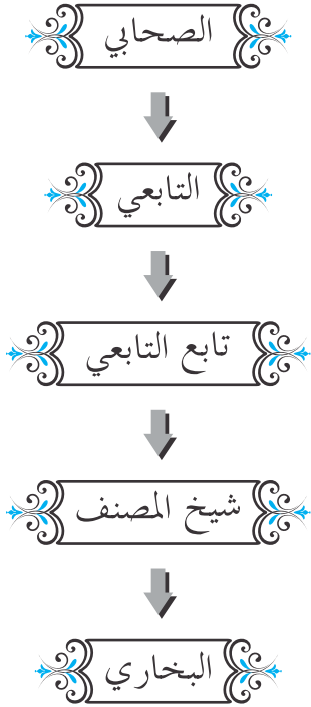 الصحابي
التابعي
تابع التابعي
شيخ المصنف
البخاري